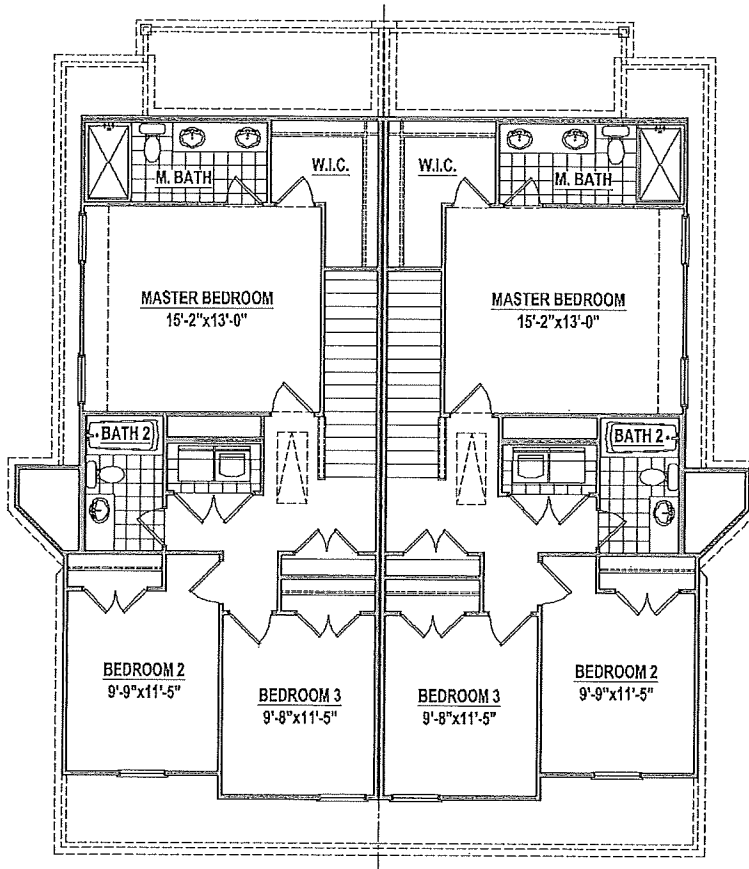 W.I.C.
W.I.C.
M. BATH
M. BATH
MASTER BEDROOM
15'-2"x13'-0"
MASTER BEDROOM
15'-2"x13'-0"
BATH 2
BATH 2
BEDROOM 2
9'-9"x11'-5"
BEDROOM 3
9'-8"x11'-5"
BEDROOM 3
9'-8"x11'-5"
BEDROOM 2
9'-9"x11'-5"